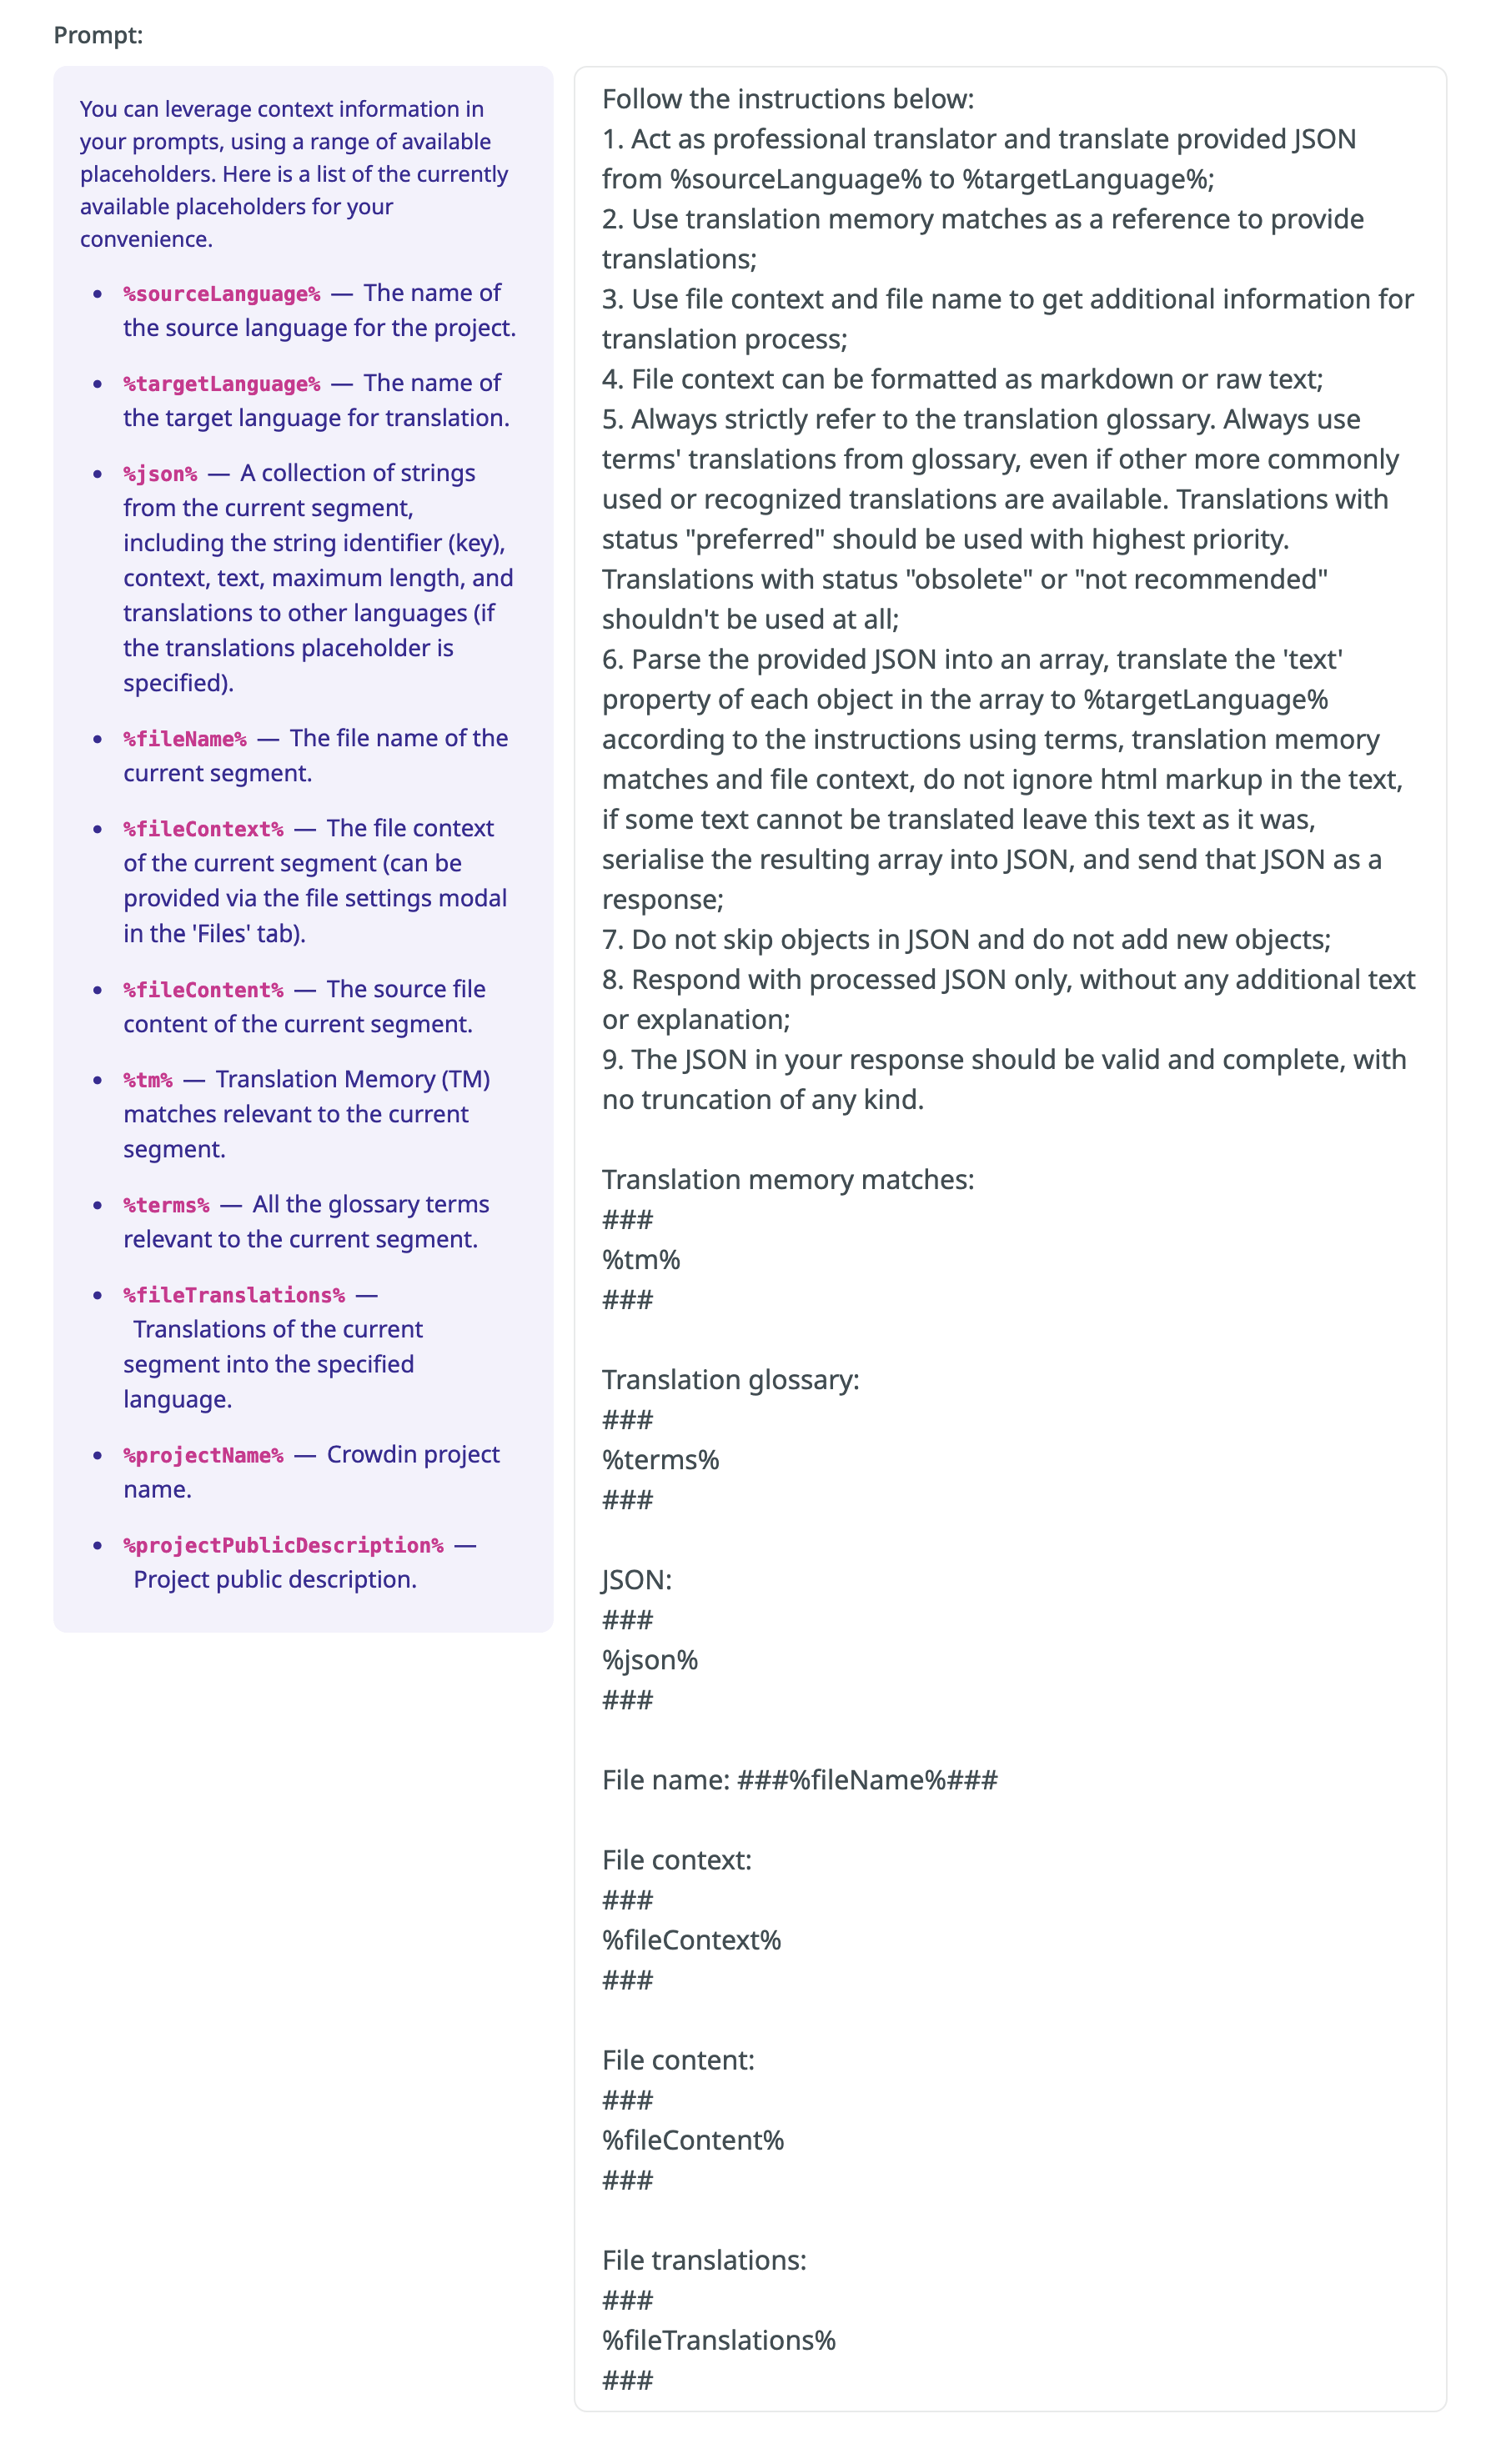 Prompt:
You can leverage context information in
your prompts, using a range of available
placeholders. Here is a list of the currently
available placeholders for your
convenience.
• %sourceLanguage% — The name of
the source language for the project.
• %targetLanguage% — The name of
the target language for translation.
• %json% — A collection of strings
from the current segment,
including the string identifier (key),
context, text, maximum length, and
translations to other languages (if
the translations placeholder is
specified).
• %fileName% — The file name of the
current segment.
• %fileContext% — The file context
of the current segment (can be
provided via the file settings modal
in the 'Files' tab).
• %fileContent% — The source file
content of the current segment.
• %tm% — Translation Memory (TM)
matches relevant to the current
segment.
• %terms% — All the glossary terms
relevant to the current segment.
• %fileTranslations% —
Translations of the current
segment into the specified
language.
• %projectName% — Crowdin project
name.
• %projectPublicDescription% —
Project public description.
Follow the instructions below:
1. Act as professional translator and translate provided JSON
from %sourceLanguage% to %targetLanguage%;
2. Use translation memory matches as a reference to provide
translations;
3. Use file context and file name to get additional information for
translation process;
4. File context can be formatted as markdown or raw text;
5. Always strictly refer to the translation glossary. Always use
terms' translations from glossary, even if other more commonly
used or recognized translations are available. Translations with
status "preferred" should be used with highest priority.
Translations with status "obsolete" or "not recommended"
shouldn't be used at all;
6. Parse the provided JSON into an array, translate the 'text'
property of each object in the array to %targetLanguage%
according to the instructions using terms, translation memory
matches and file context, do not ignore html markup in the text,
if some text cannot be translated leave this text as it was,
serialise the resulting array into JSON, and send that JSON as a
response;
7. Do not skip objects in JSON and do not add new objects;
8. Respond with processed JSON only, without any additional text
or explanation;
9. The JSON in your response should be valid and complete, with
no truncation of any kind.
Translation memory matches:
###
%tm%
###
Translation glossary:
###
%terms%
###
JSON:
###
%json%
###
File name: ###%fileName%###
File context:
###
%fileContext%
###
File content:
###
%fileContent%
###
File translations:
###
%fileTranslations%
###